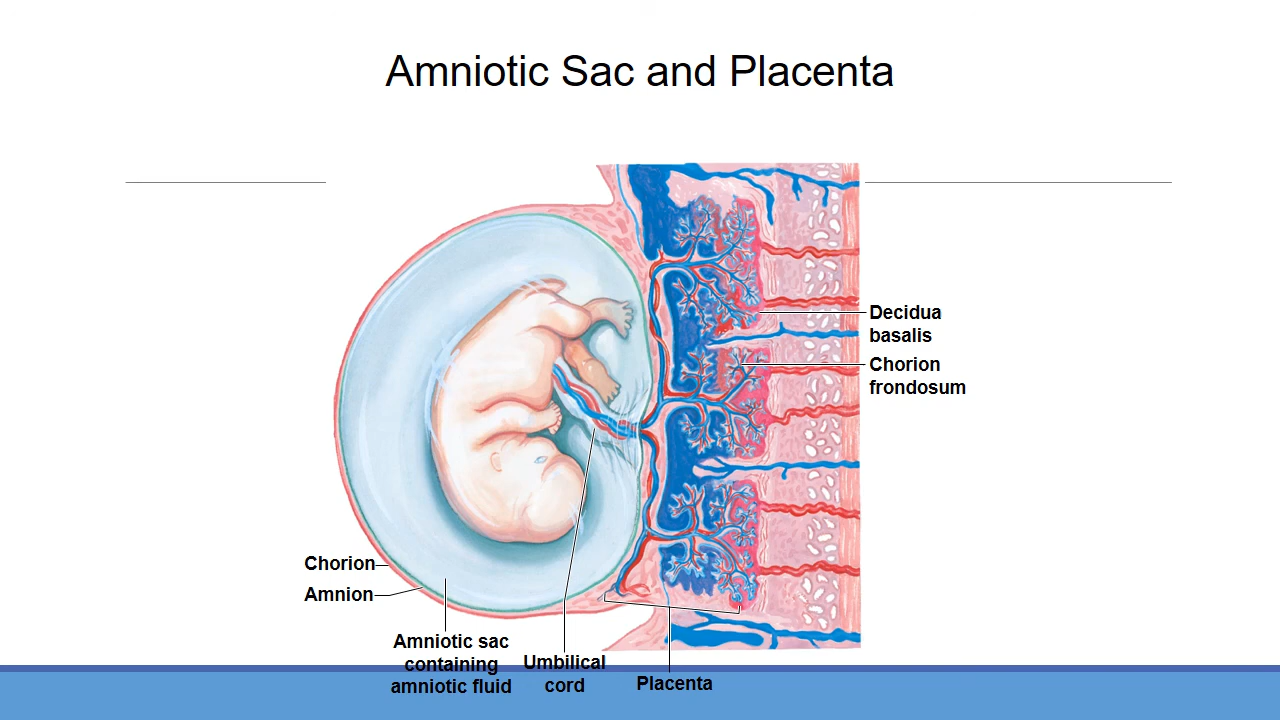 Amniotic Sac and Placenta
Decidua
basalis
Chorion
frondosum
Chorion
Amnion
Amniotic sac
containing
amniotic fluid
Umbilical
cord
Placenta